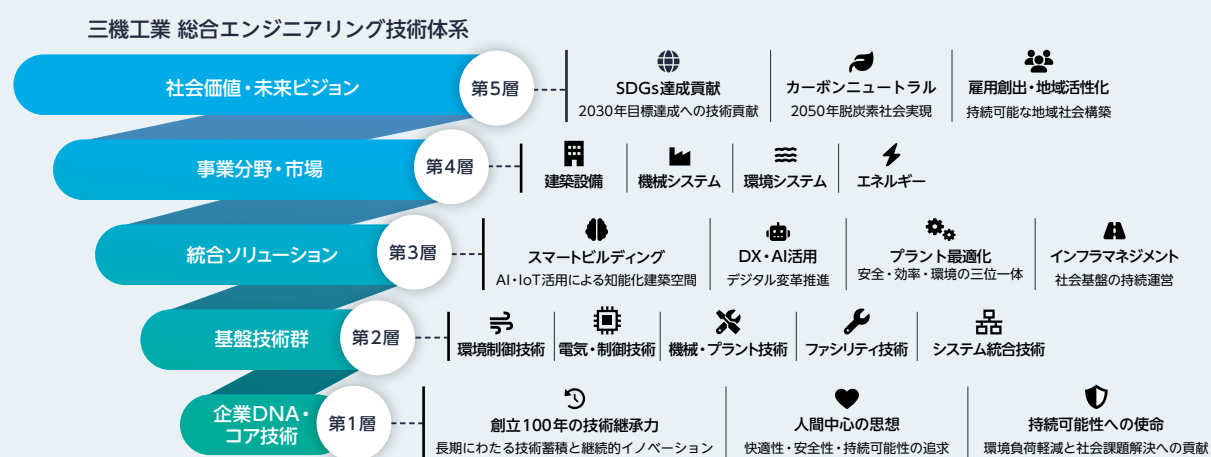 三機工業 総合エンジニアリング技術体系
社会価値・未来ビジョン
第5層
SDGs達成貢献
2030年目標達成への技術貢献
カーボンニュートラル
2050年脱炭素社会実現
雇用創出・地域活性化
持続可能な地域社会構築
事業分野・市場
第4層
建築設備
機械システム
環境システム
エネルギー
統合ソリューション
第3層
スマートビルディング
AI・IoT活用による知能化建築空間
DX・AI活用
デジタル変革推進
プラント最適化
安全・効率・環境の三位一体
インフラマネジメント
社会基盤の持続運営
基盤技術群
第2層
環境制御技術
電気・制御技術
機械・プラント技術
ファシリティ技術
システム統合技術
企業DNA・
コア技術
第1層
創立100年の技術継承力
長期にわたる技術蓄積と継続的イノベーション
人間中心の思想
快適性・安全性・持続可能性の追求
持続可能性への使命
環境負荷軽減と社会課題解決への貢献